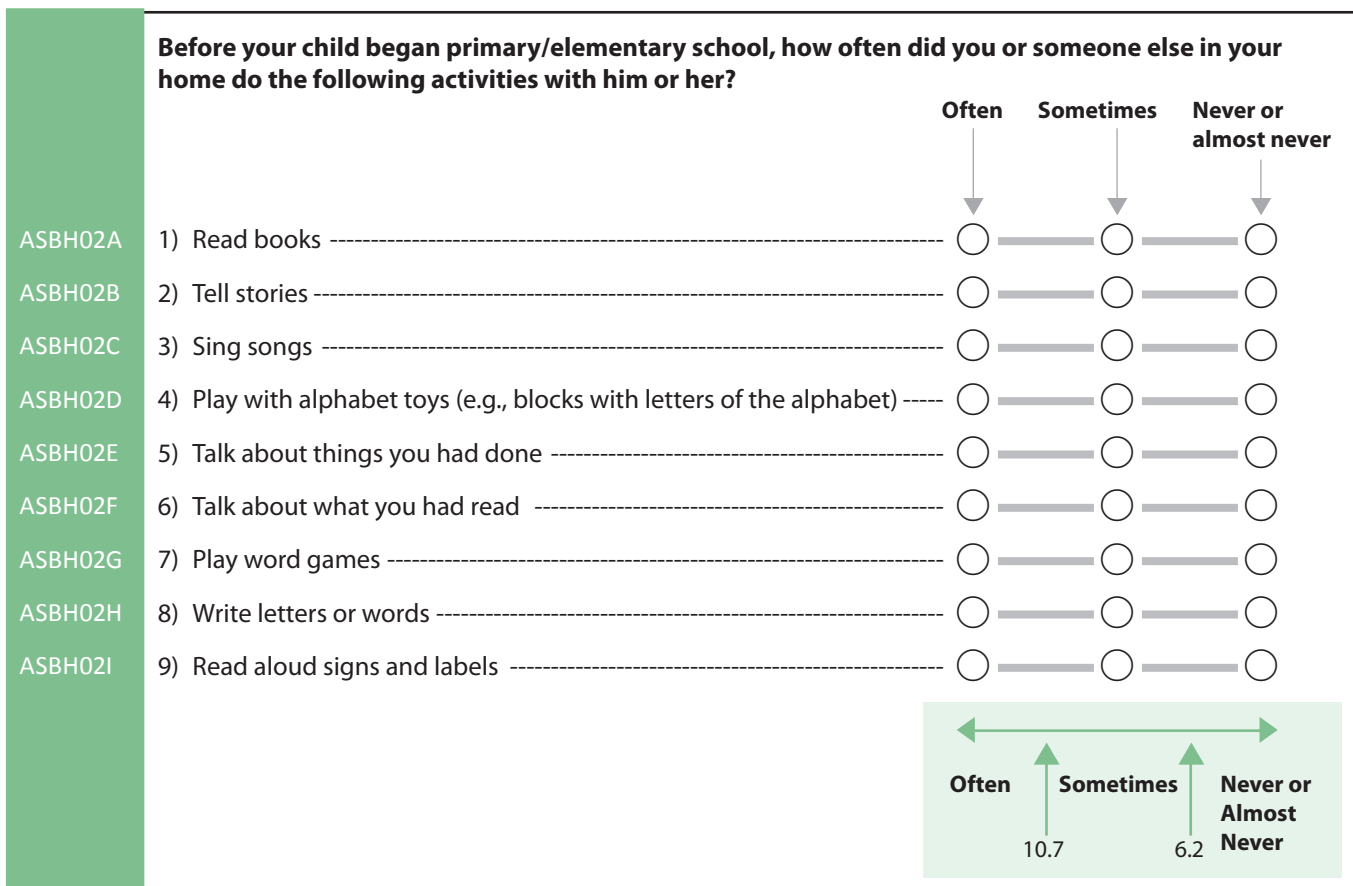 Before your child began primary/elementary school, how often did you or someone else in your
home do the following activities with him or her?
Often Sometimes Never or
almost never
ASBH02A 1) Read books
ASBH02B 2) Tell stories
ASBH02C 3) Sing songs
ASBH02D 4) Play with alphabet toys (e.g., blocks with letters of the alphabet)
ASBH02E 5) Talk about things you had done
ASBH02F 6) Talk about what you had read
ASBH02G 7) Play word games
ASBH02H 8) Write letters or words
ASBH02I 9) Read aloud signs and labels
Often Sometimes Never or
Almost
Never
10.7 6.2